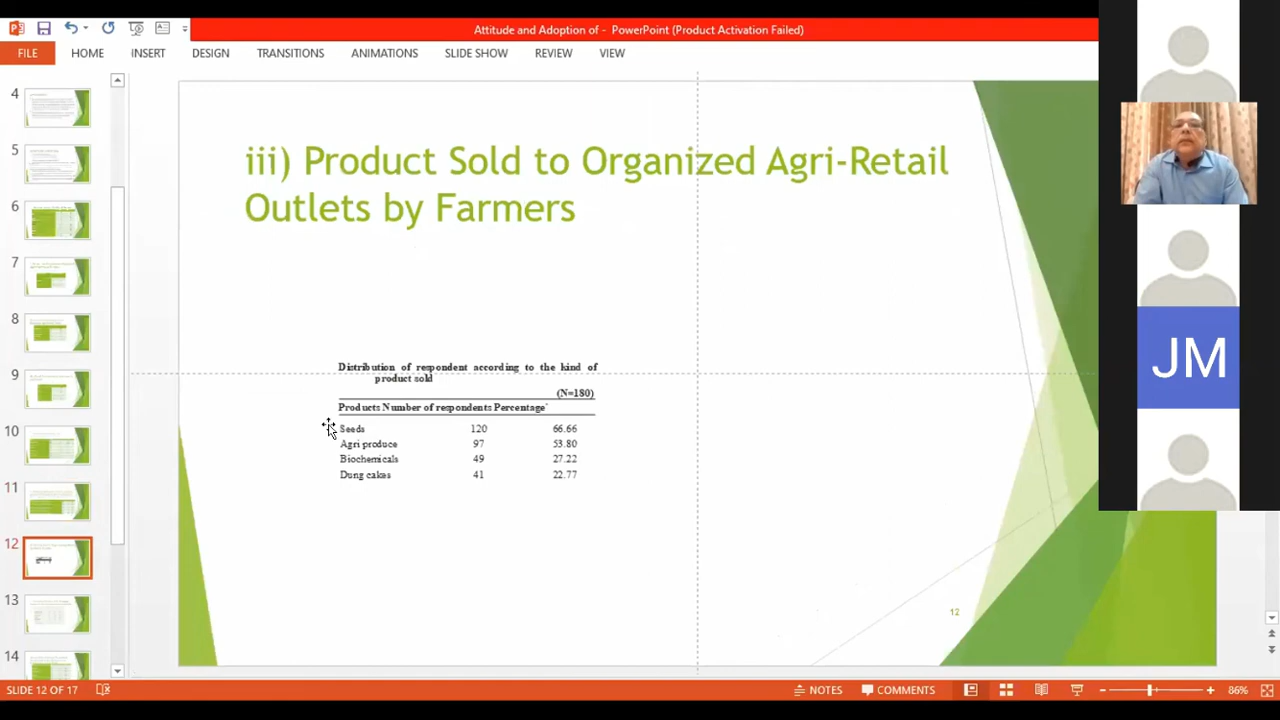 Attitude and Adoption of - PowerPoint (Product Activation Failed)
FILE HOME INSERT DESIGN TRANSITIONS ANIMATIONS SLIDE SHOW REVIEW VIEW
4
5
6
7
8
9
10
11
12
13
14
iii) Product Sold to Organized Agri-Retail
Outlets by Farmers
Distribution of respondent according to the kind of
product sold
(N=180)
Products Number of respondents Percentage*
Seeds 120 66.66
Agri produce 97 53.80
Biochemicals 49 27.22
Dung cakes 41 22.77
12
JM
SLIDE 12 OF 17 NOTES COMMENTS 86%